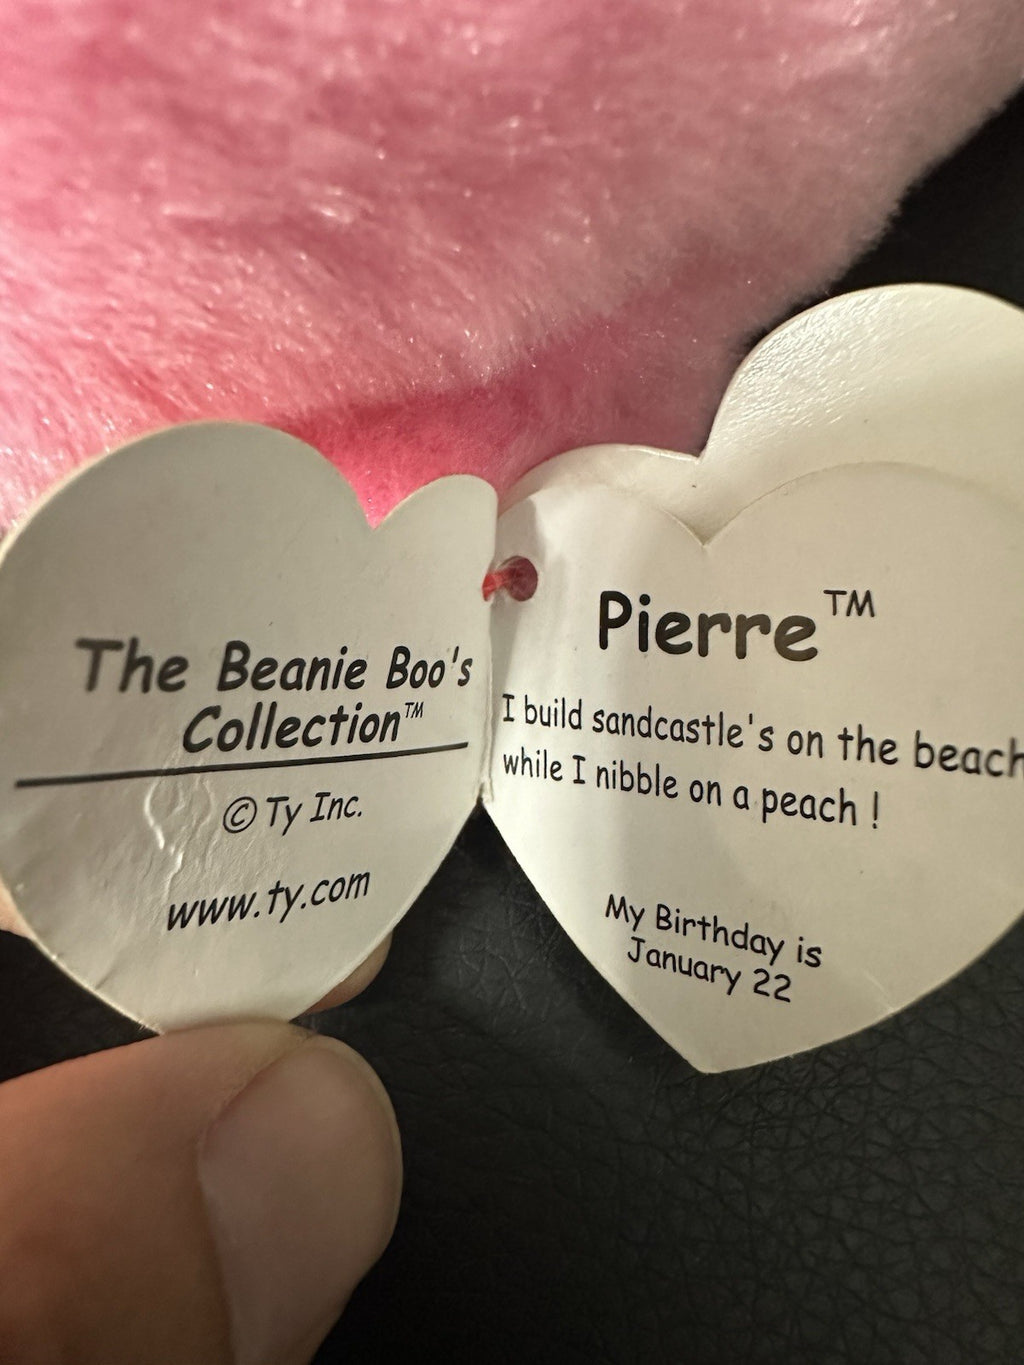 The Beanie Boo's
Collection™
© Ty Inc.
www.ty.com
Pierre™
I build sandcastle's on the beach
while I nibble on a peach !
My Birthday is
January 22